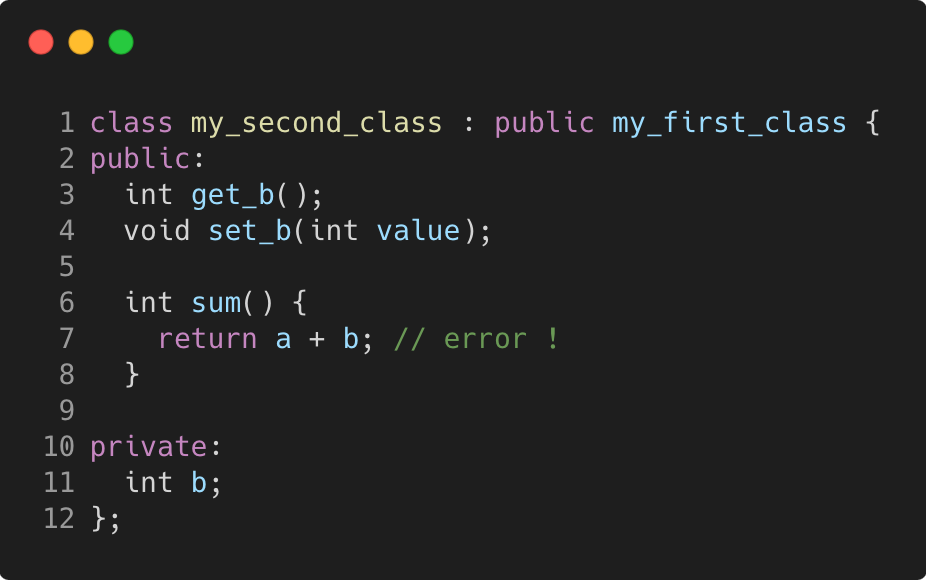 1 class my_second_class : public my_first_class {
2 public:
3   int get_b();
4   void set_b(int value);
5
6   int sum() {
7     return a + b; // error !
8   }
9
10 private:
11   int b;
12 };